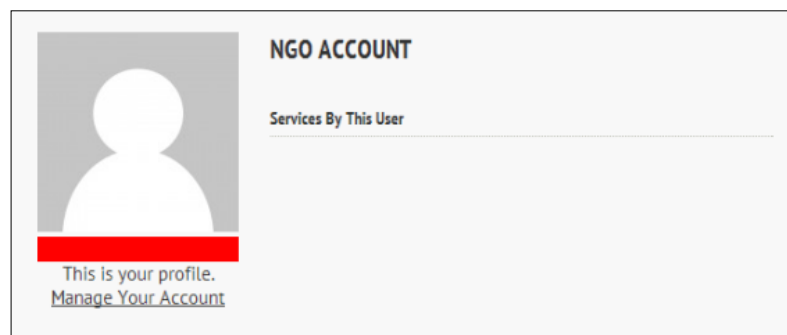 NGO ACCOUNT
Services By This User
This is your profile.
Manage Your Account